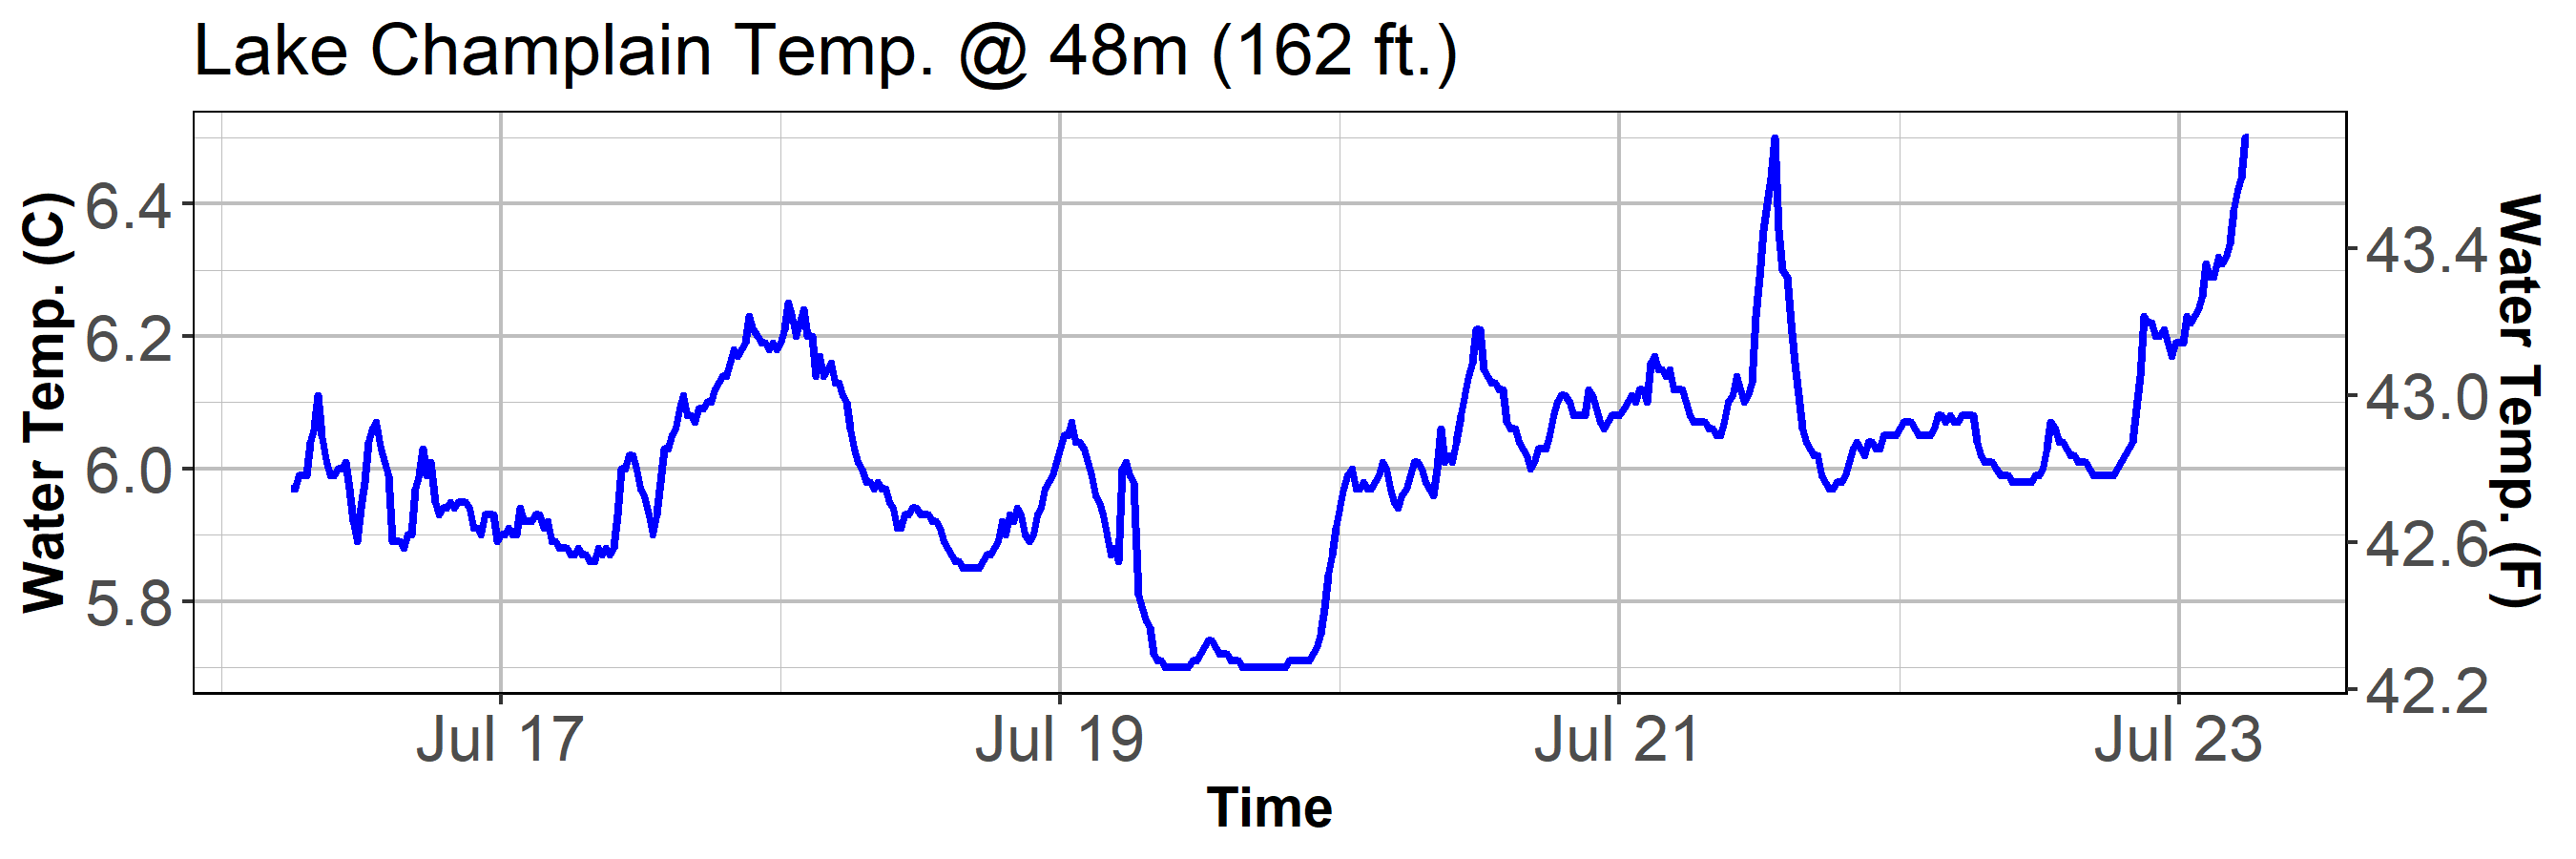 Lake Champlain Temp. @ 48m (162 ft.)
Water Temp. (C)
6.4
6.2
6.0
5.8
43.4
43.0
42.6
42.2
Water Temp. (F)
Jul 17 Jul 19 Jul 21 Jul 23
Time